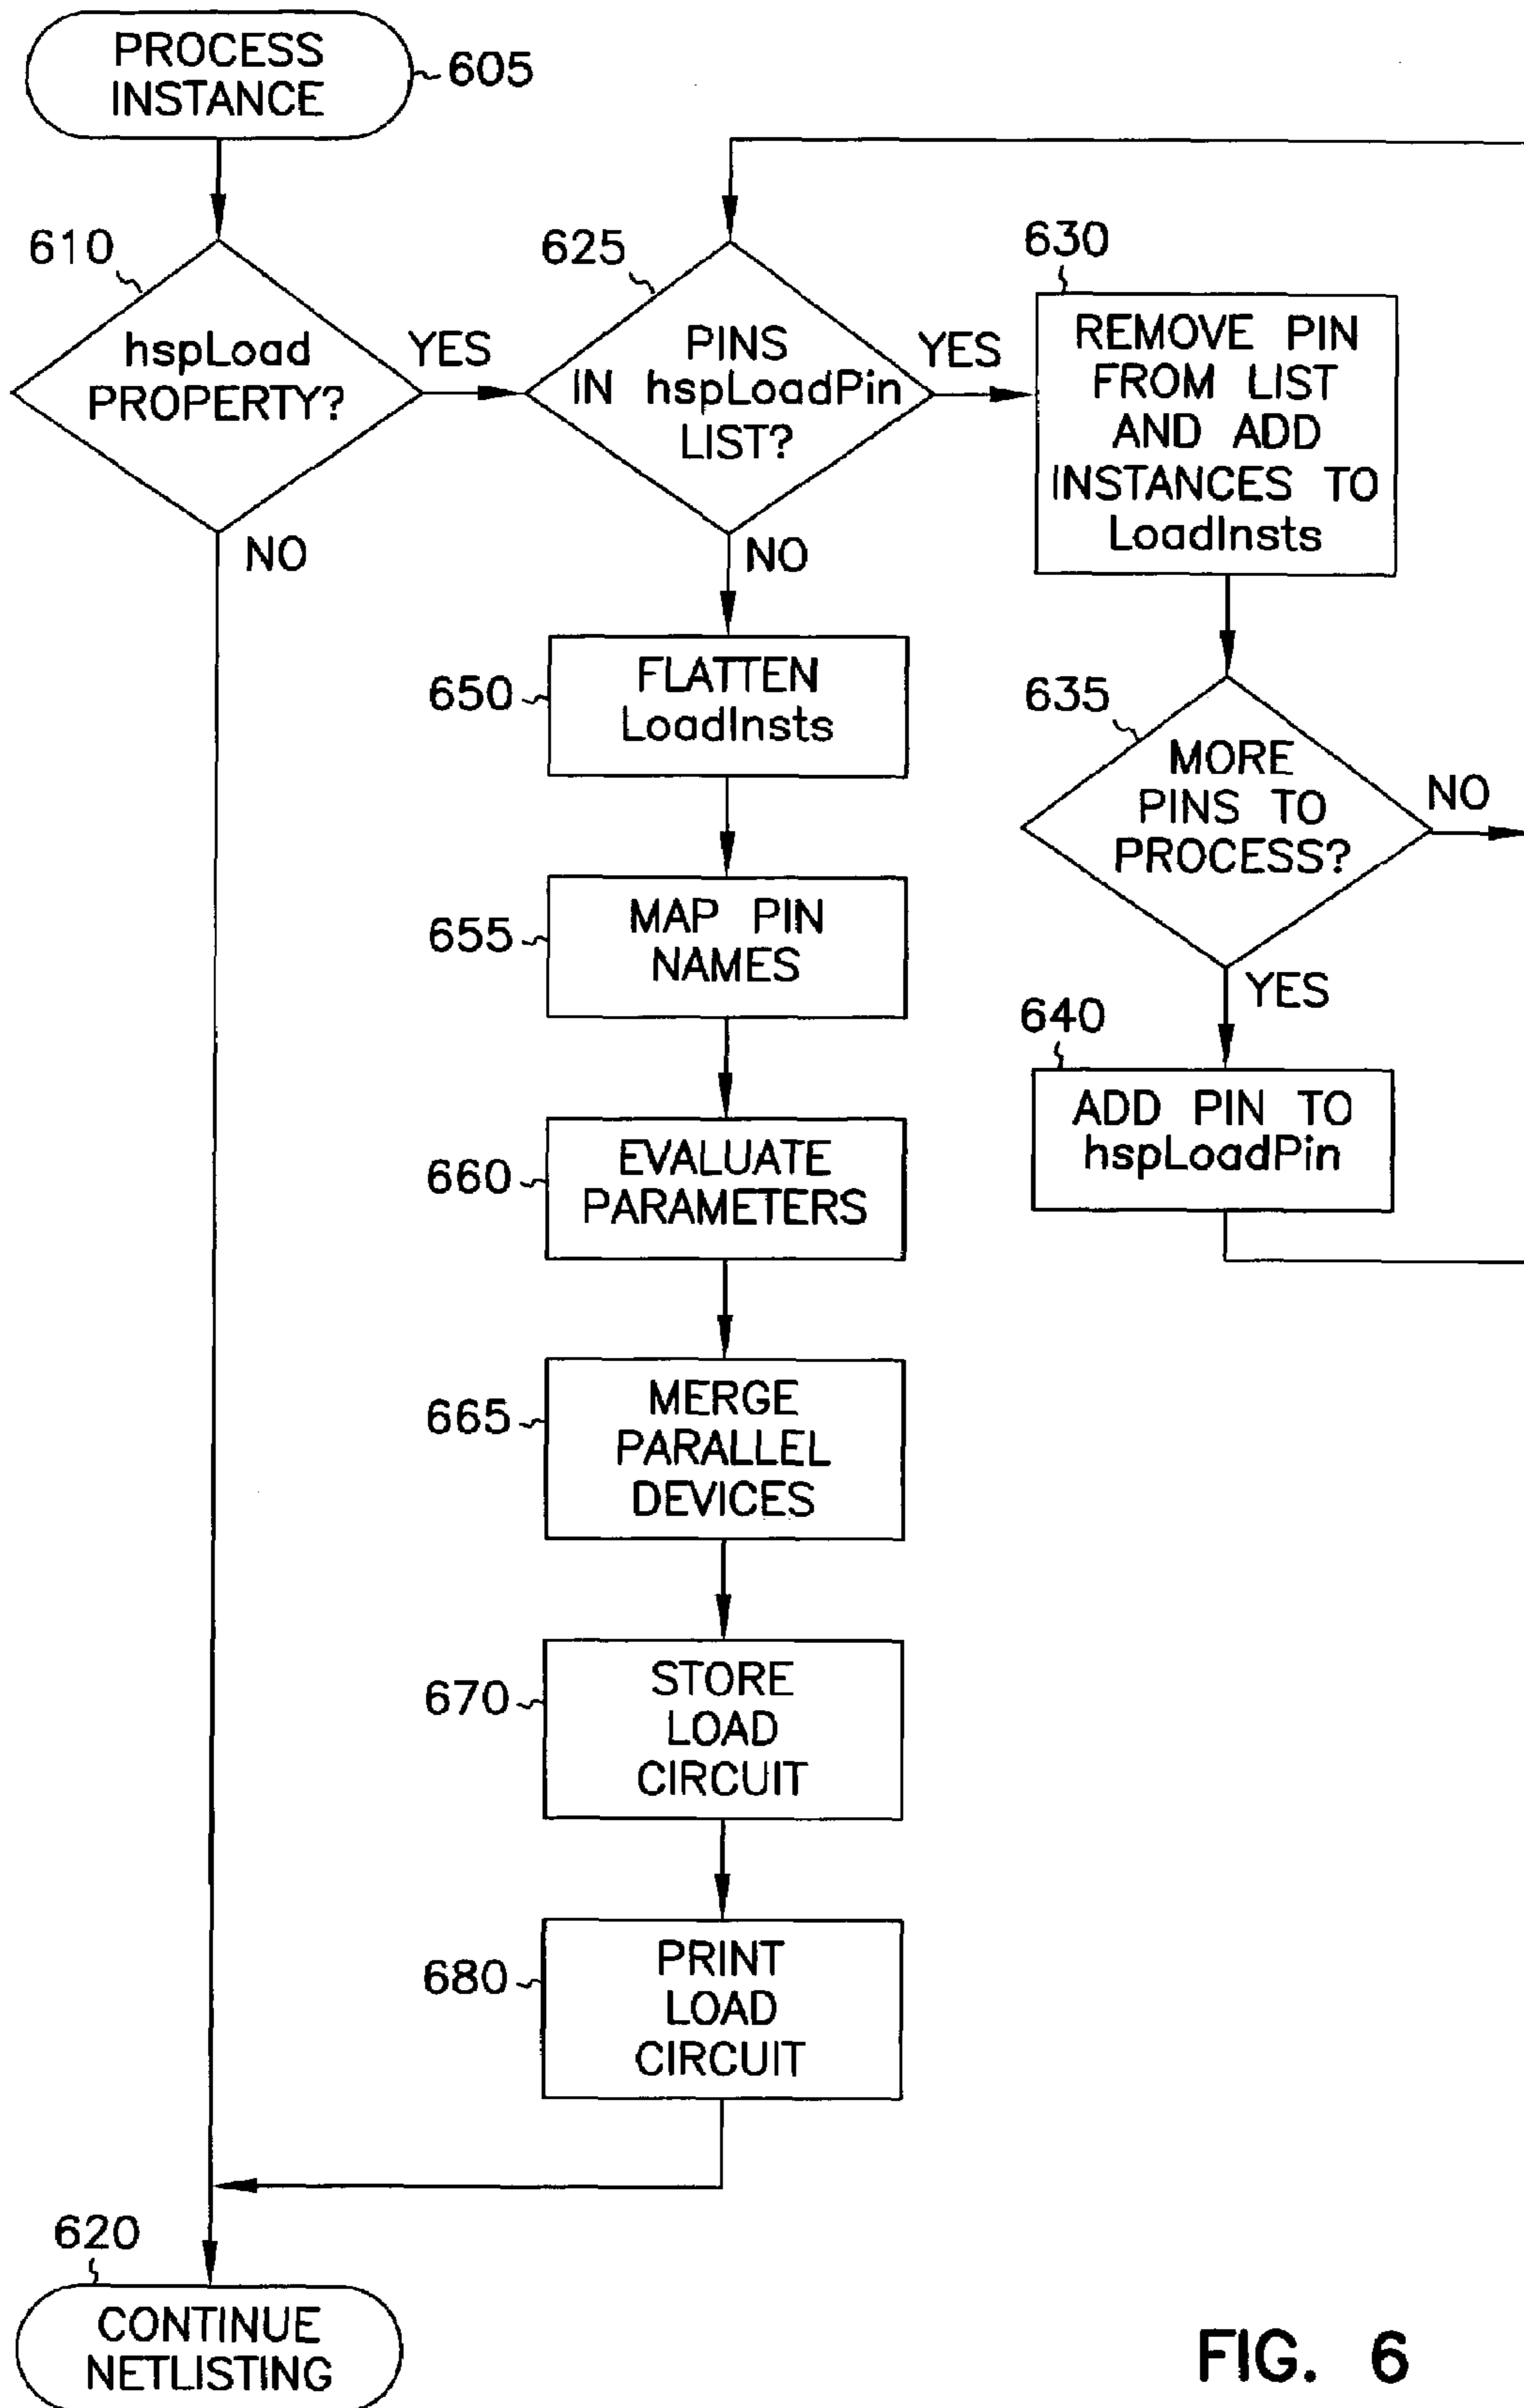 PROCESS
INSTANCE
605
610
hspLoad
PROPERTY?
YES
NO
625
PINS
IN hspLoadPin
LIST?
YES
NO
630
REMOVE PIN
FROM LIST
AND ADD
INSTANCES TO
LoadInsts
635
MORE
PINS TO
PROCESS?
NO
YES
640
ADD PIN TO
hspLoadPin
650
FLATTEN
LoadInsts
655
MAP PIN
NAMES
660
EVALUATE
PARAMETERS
665
MERGE
PARALLEL
DEVICES
670
STORE
LOAD
CIRCUIT
680
PRINT
LOAD
CIRCUIT
620
CONTINUE
NETLISTING
FIG. 6